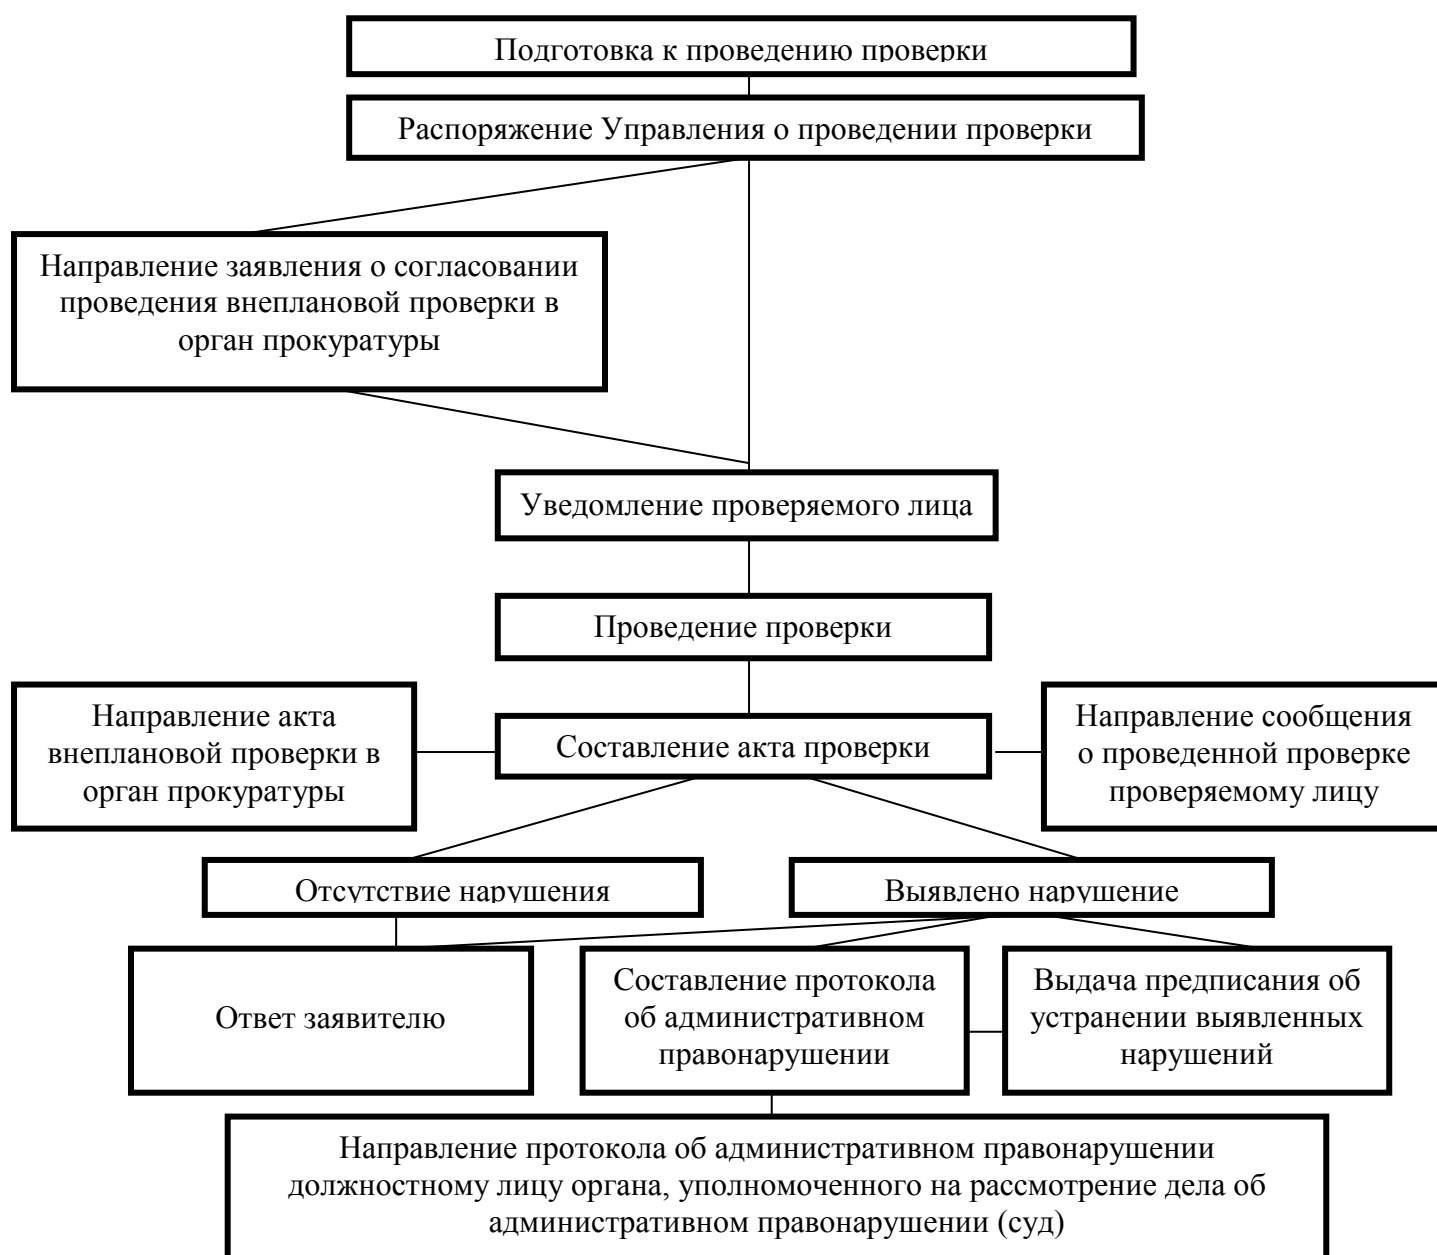 Подготовка к проведению проверки
Распоряжение Управления о проведении проверки
Направление заявления о согласовании
проведения внеплановой проверки в
орган прокуратуры
Уведомление проверяемого лица
Проведение проверки
Направление акта
внеплановой проверки в
орган прокуратуры
Составление акта проверки
Направление сообщения
о проведенной проверке
проверяемому лицу
Отсутствие нарушения
Выявлено нарушение
Ответ заявителю
Составление протокола
об административном
правонарушении
Выдача предписания об
устранении выявленных
нарушений
Направление протокола об административном правонарушении
должностному лицу органа, уполномоченного на рассмотрение дела об
административном правонарушении (суд)